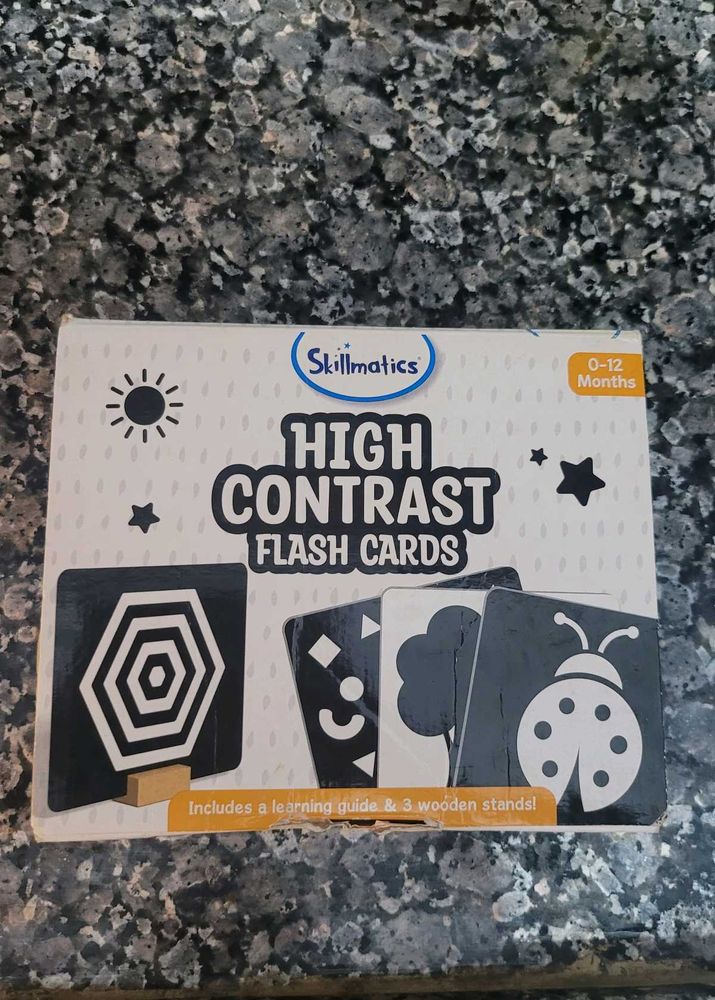 Skillmatics
0-12
Months
HIGH
CONTRAST
FLASH CARDS
Includes a learning guide & 3 wooden stands!